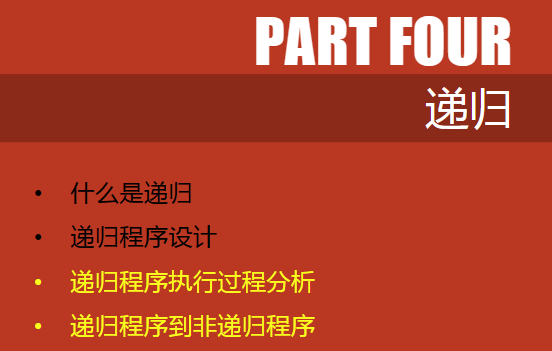 PART FOUR
递归
• 什么是递归
• 递归程序设计
• 递归程序执行过程分析
• 递归程序到非递归程序